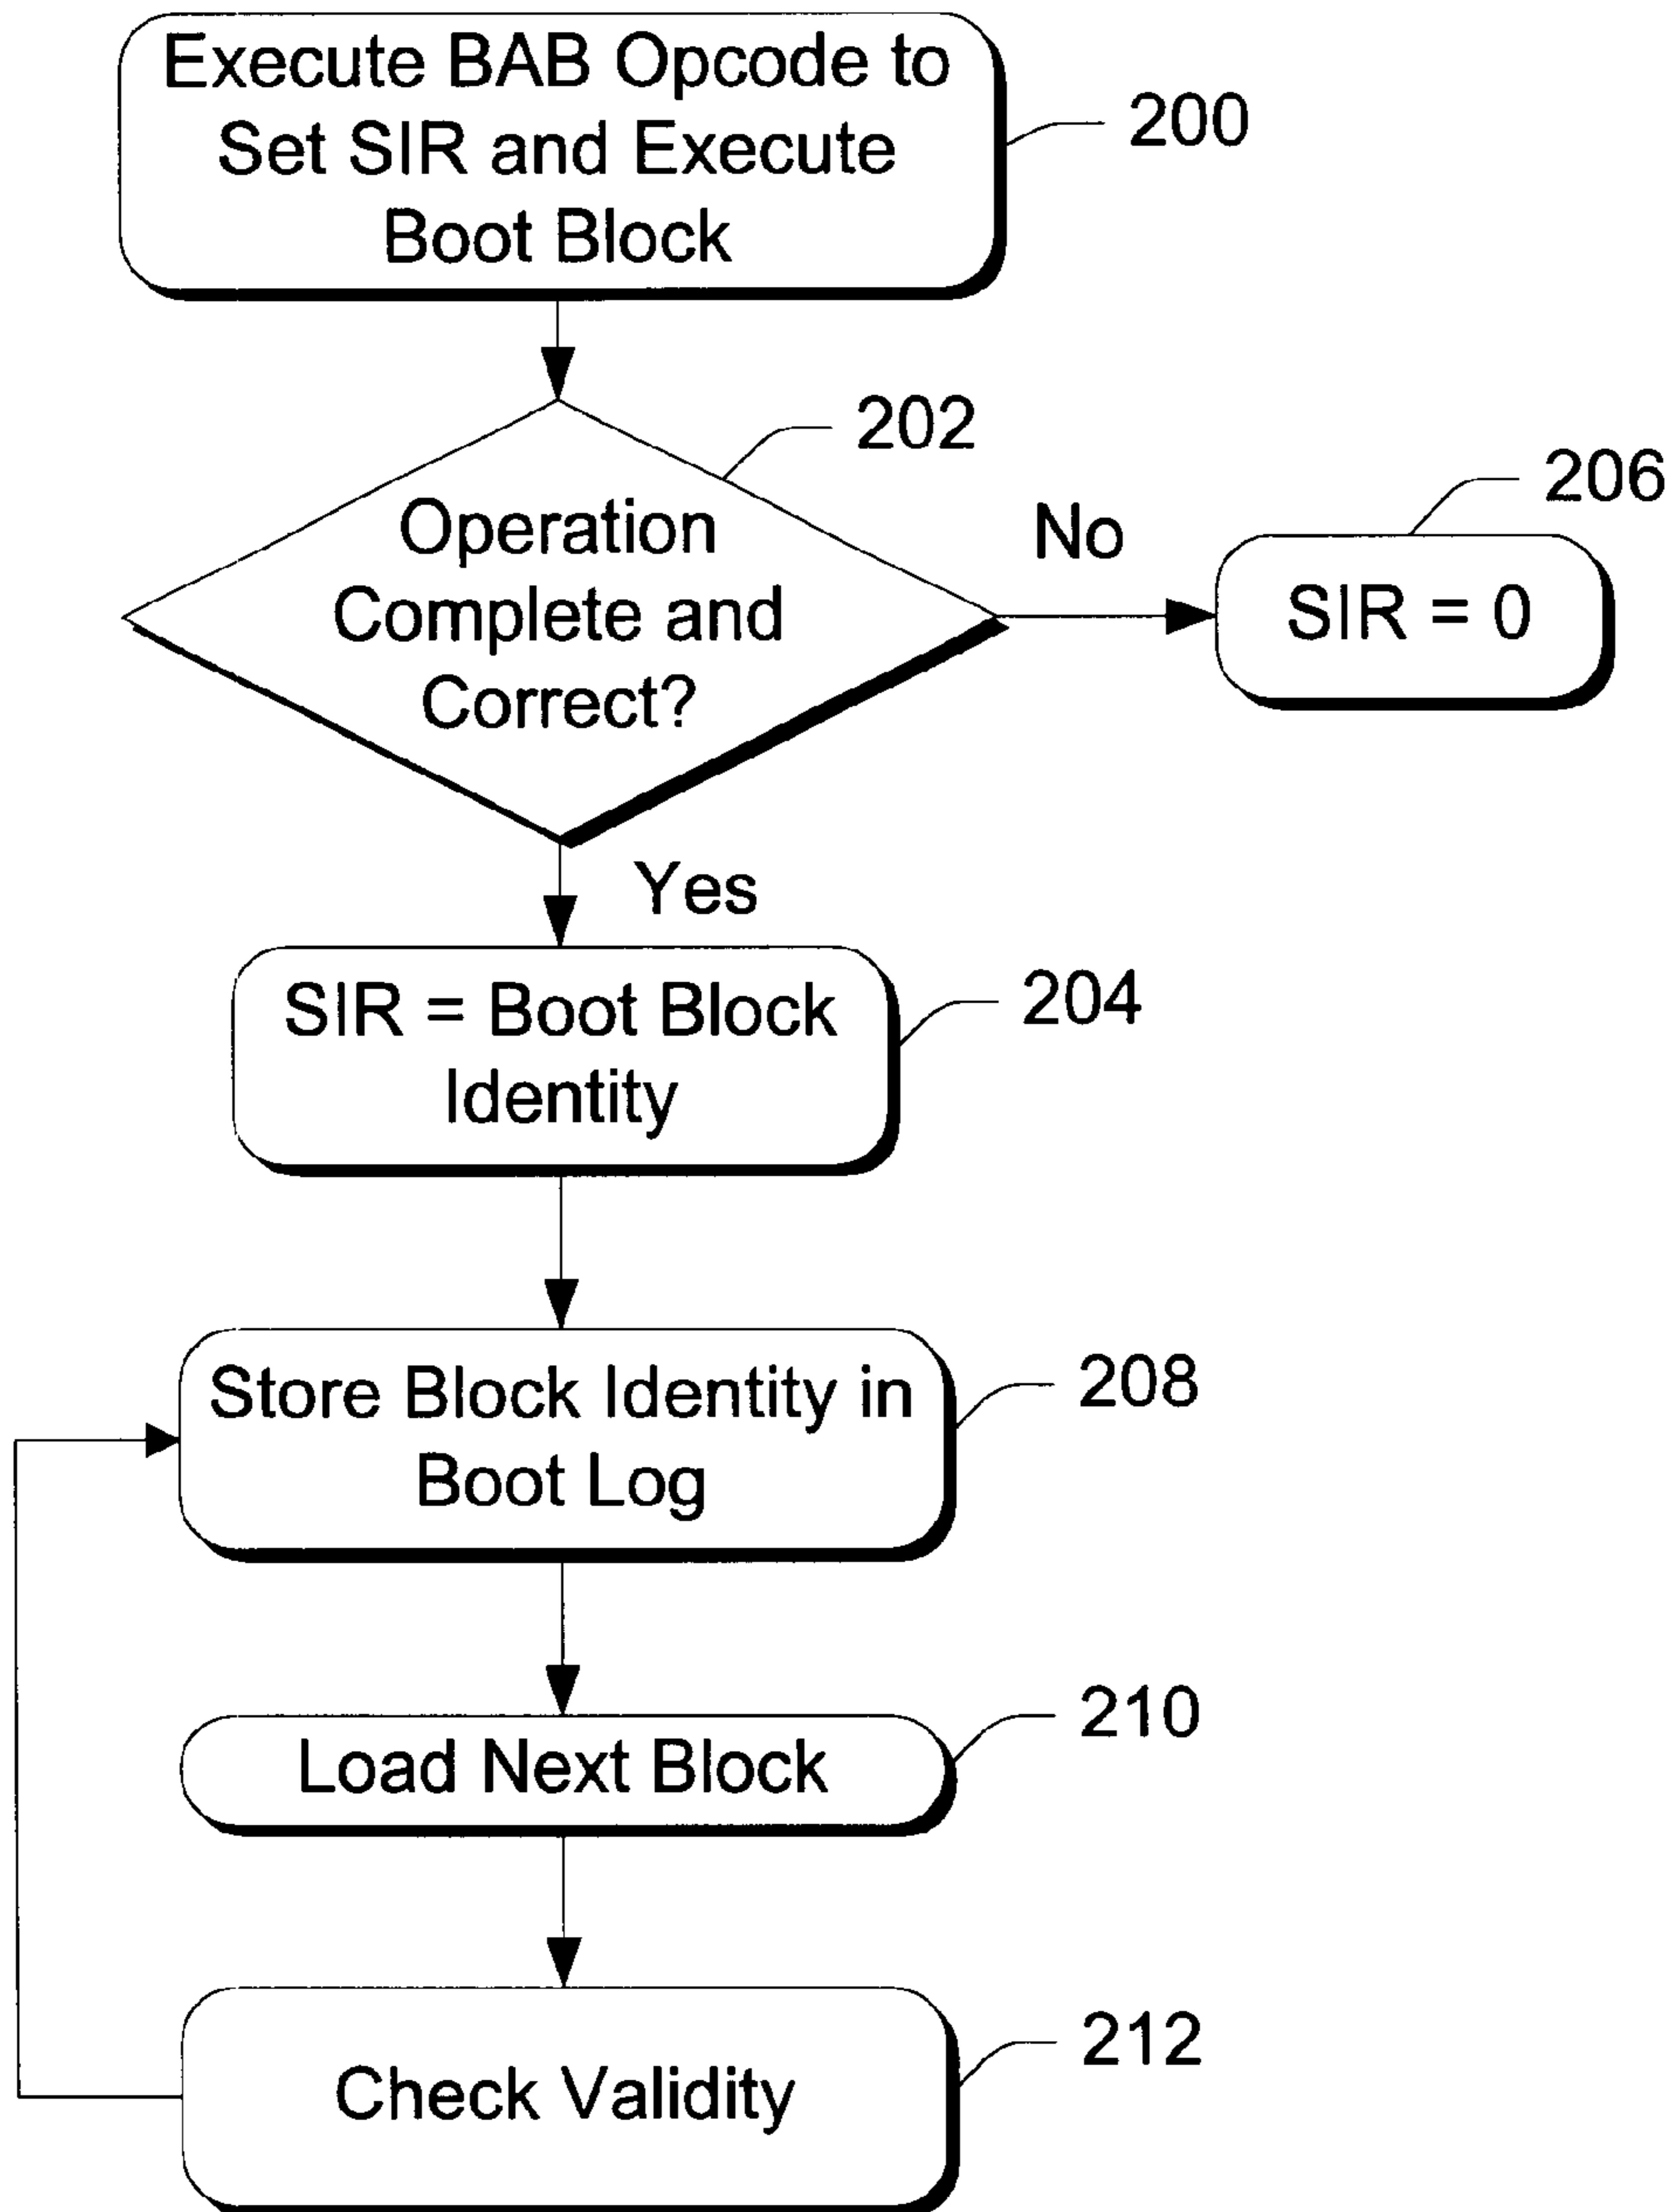 Execute BAB Opcode to
Set SIR and Execute
Boot Block
200
202
Operation
Complete and
Correct?
No
206
SIR = 0
Yes
204
SIR = Boot Block
Identity
208
Store Block Identity in
Boot Log
210
Load Next Block
212
Check Validity